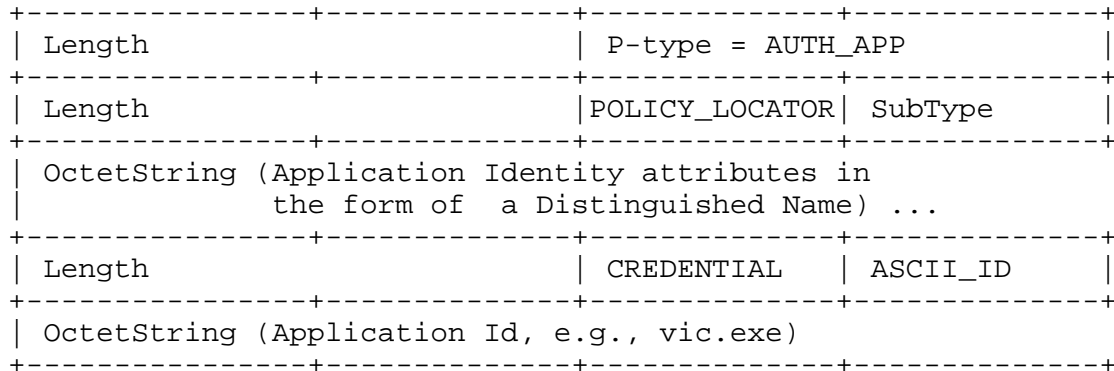 +----------------+--------------+--------------+--------------+
| Length                        | P-type = AUTH_APP           |
+----------------+--------------+--------------+--------------+
| Length                        |POLICY_LOCATOR| SubType      |
+----------------+--------------+--------------+--------------+
| OctetString (Application Identity attributes in
|             the form of  a Distinguished Name) ...
+----------------+--------------+--------------+--------------+
| Length                        | CREDENTIAL   | ASCII_ID     |
+----------------+--------------+--------------+--------------+
| OctetString (Application Id, e.g., vic.exe)
+----------------+--------------+--------------+--------------+